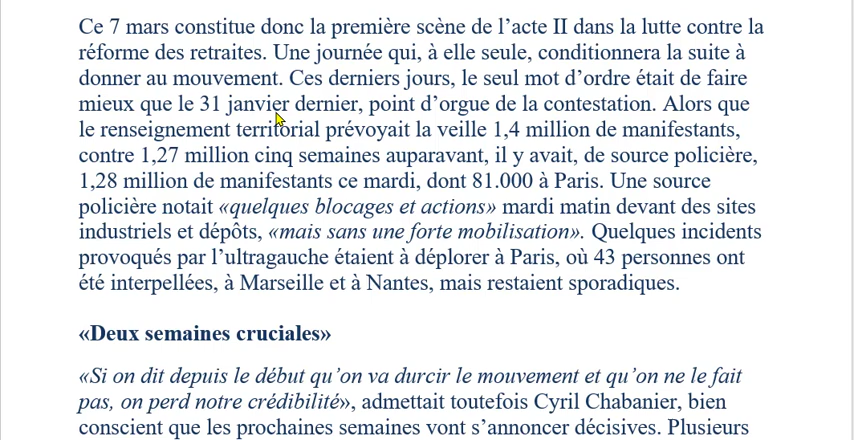 Ce 7 mars constitue donc la première scène de l’acte II dans la lutte contre la
réforme des retraites. Une journée qui, à elle seule, conditionnera la suite à
donner au mouvement. Ces derniers jours, le seul mot d’ordre était de faire
mieux que le 31 janvier dernier, point d’orgue de la contestation. Alors que
le renseignement territorial prévoyait la veille 1,4 million de manifestants,
contre 1,27 million cinq semaines auparavant, il y avait, de source policière,
1,28 million de manifestants ce mardi, dont 81.000 à Paris. Une source
policière notait «quelques blocages et actions» mardi matin devant des sites
industriels et dépôts, «mais sans une forte mobilisation». Quelques incidents
provoqués par l’ultragauche étaient à déplorer à Paris, où 43 personnes ont
été interpellées, à Marseille et à Nantes, mais restaient sporadiques.
«Deux semaines cruciales»
«Si on dit depuis le début qu’on va durcir le mouvement et qu’on ne le fait
pas, on perd notre crédibilité», admettait toutefois Cyril Chabanier, bien
conscient que les prochaines semaines vont s’annoncer décisives. Plusieurs